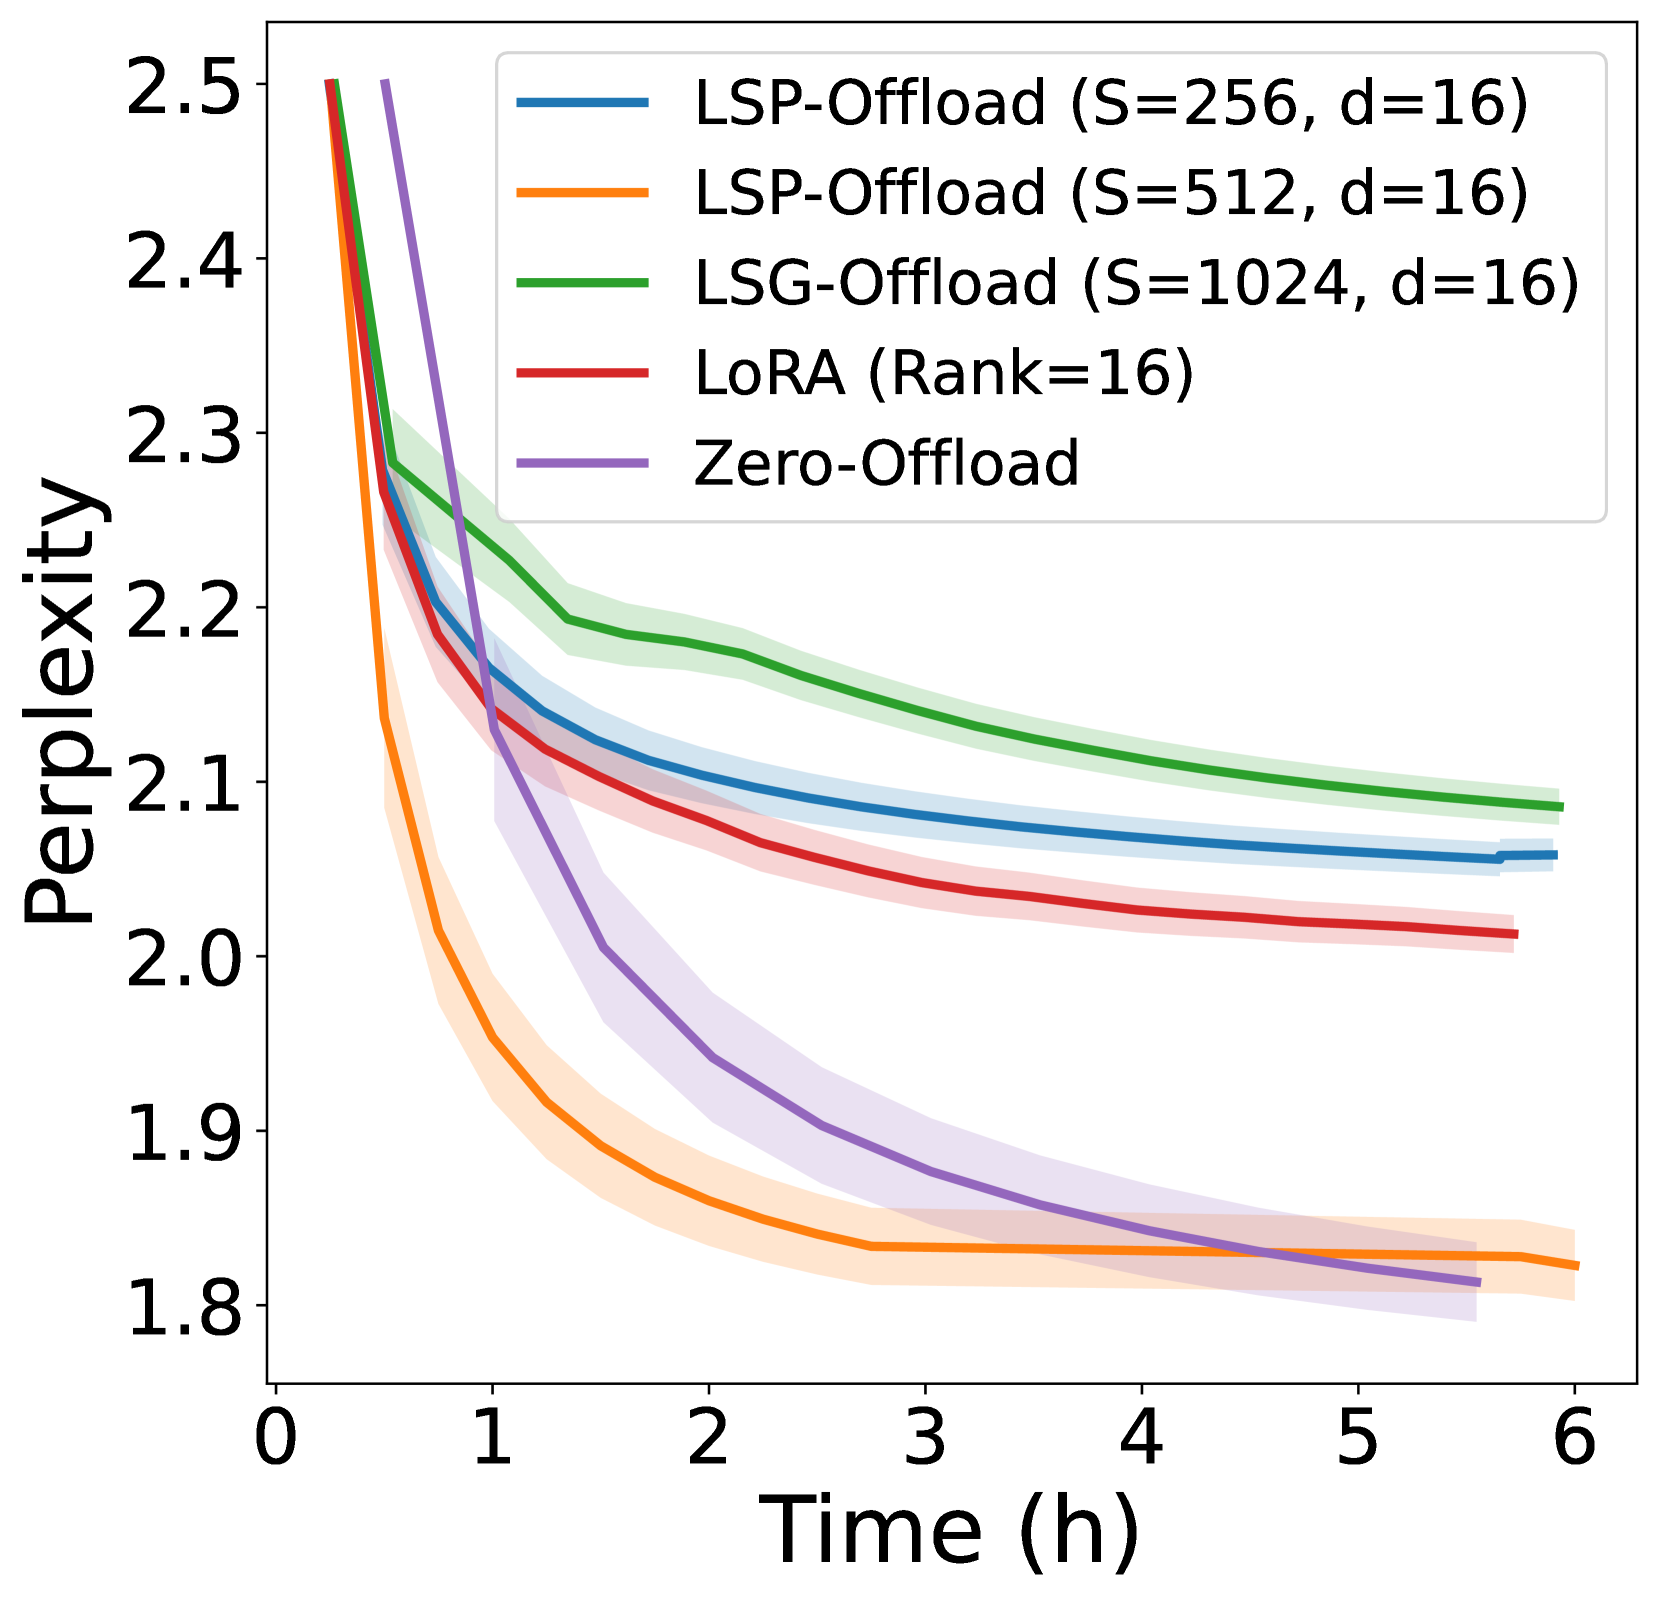 2.5
2.4
2.3
2.2
2.1
2.0
1.9
1.8
Perplexity
LSP-Offload (S=256, d=16)
LSP-Offload (S=512, d=16)
LSG-Offload (S=1024, d=16)
LoRA (Rank=16)
Zero-Offload
0 1 2 3 4 5 6
Time (h)